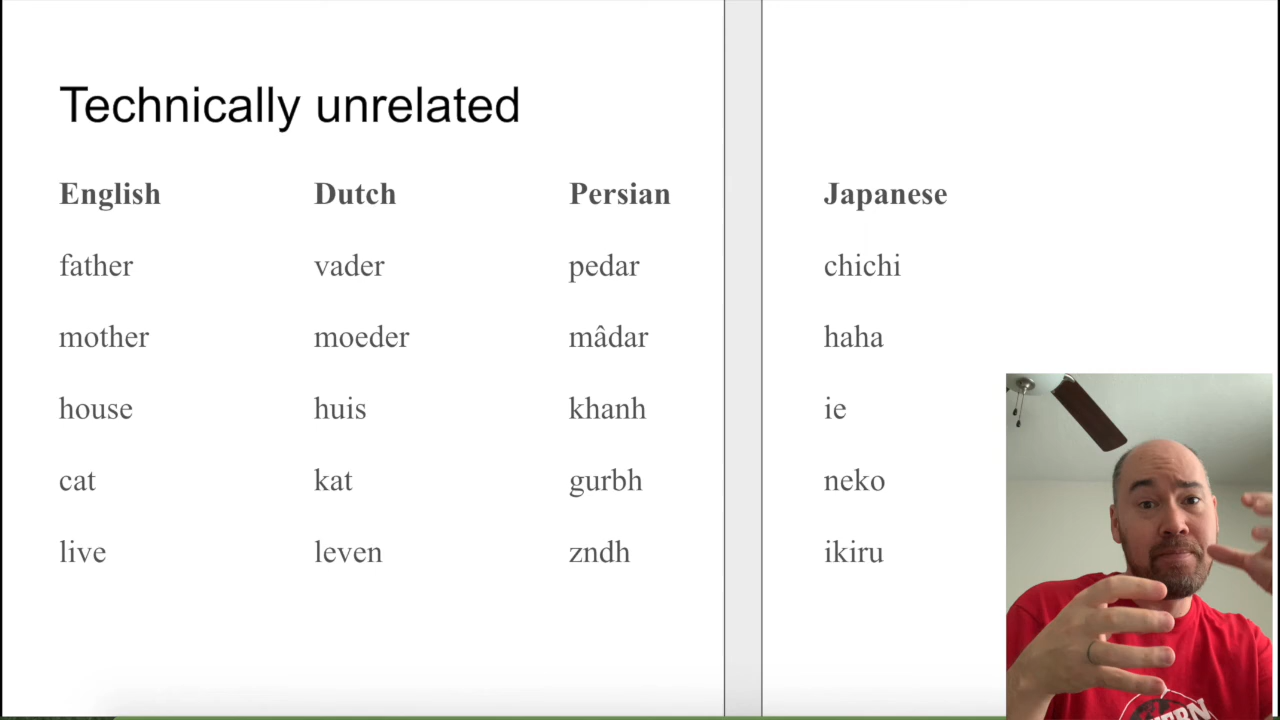 Technically unrelated
English Dutch Persian Japanese
father vader pedar chichi
mother moeder mâdar haha
house huis khanh ie
cat kat gurbh neko
live leven zndh ikiru